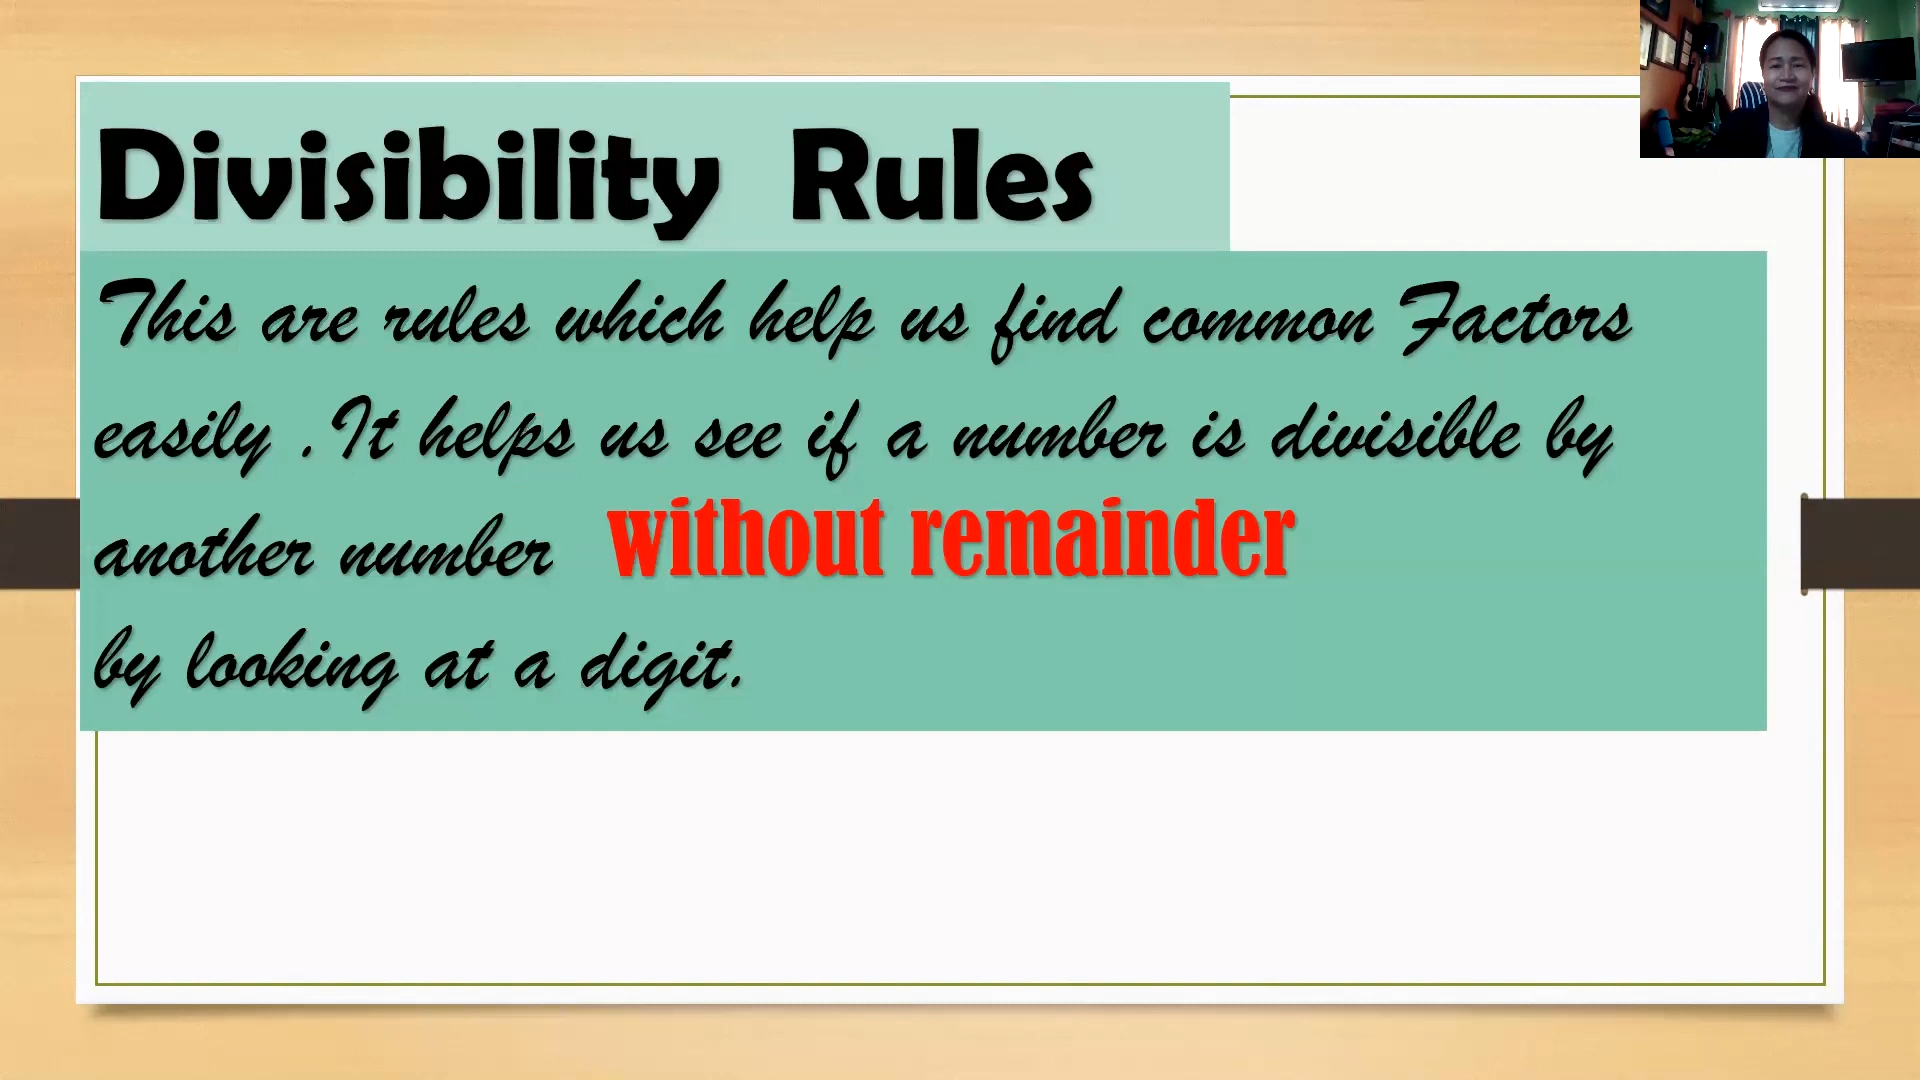 Divisibility Rules
This are rules which help us find common Factors
easily .It helps us see if a number is divisible by
another number without remainder
by looking at a digit.